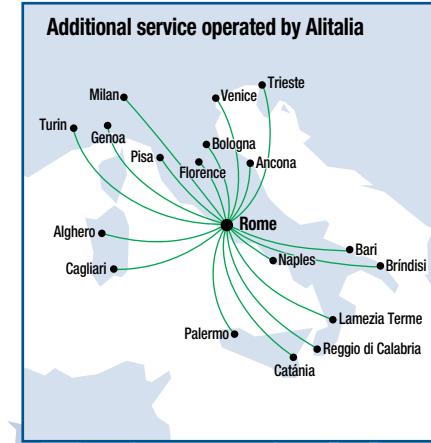 Additional service operated by Alitalia
Trieste
Milan
Venice
Turin
Genoa
Bologna
Pisa
Florence
Ancona
Rome
Alghero
Bari
Naples
Bríndisi
Cagliari
Lamezia Terme
Palermo
Reggio di Calabria
Catánia